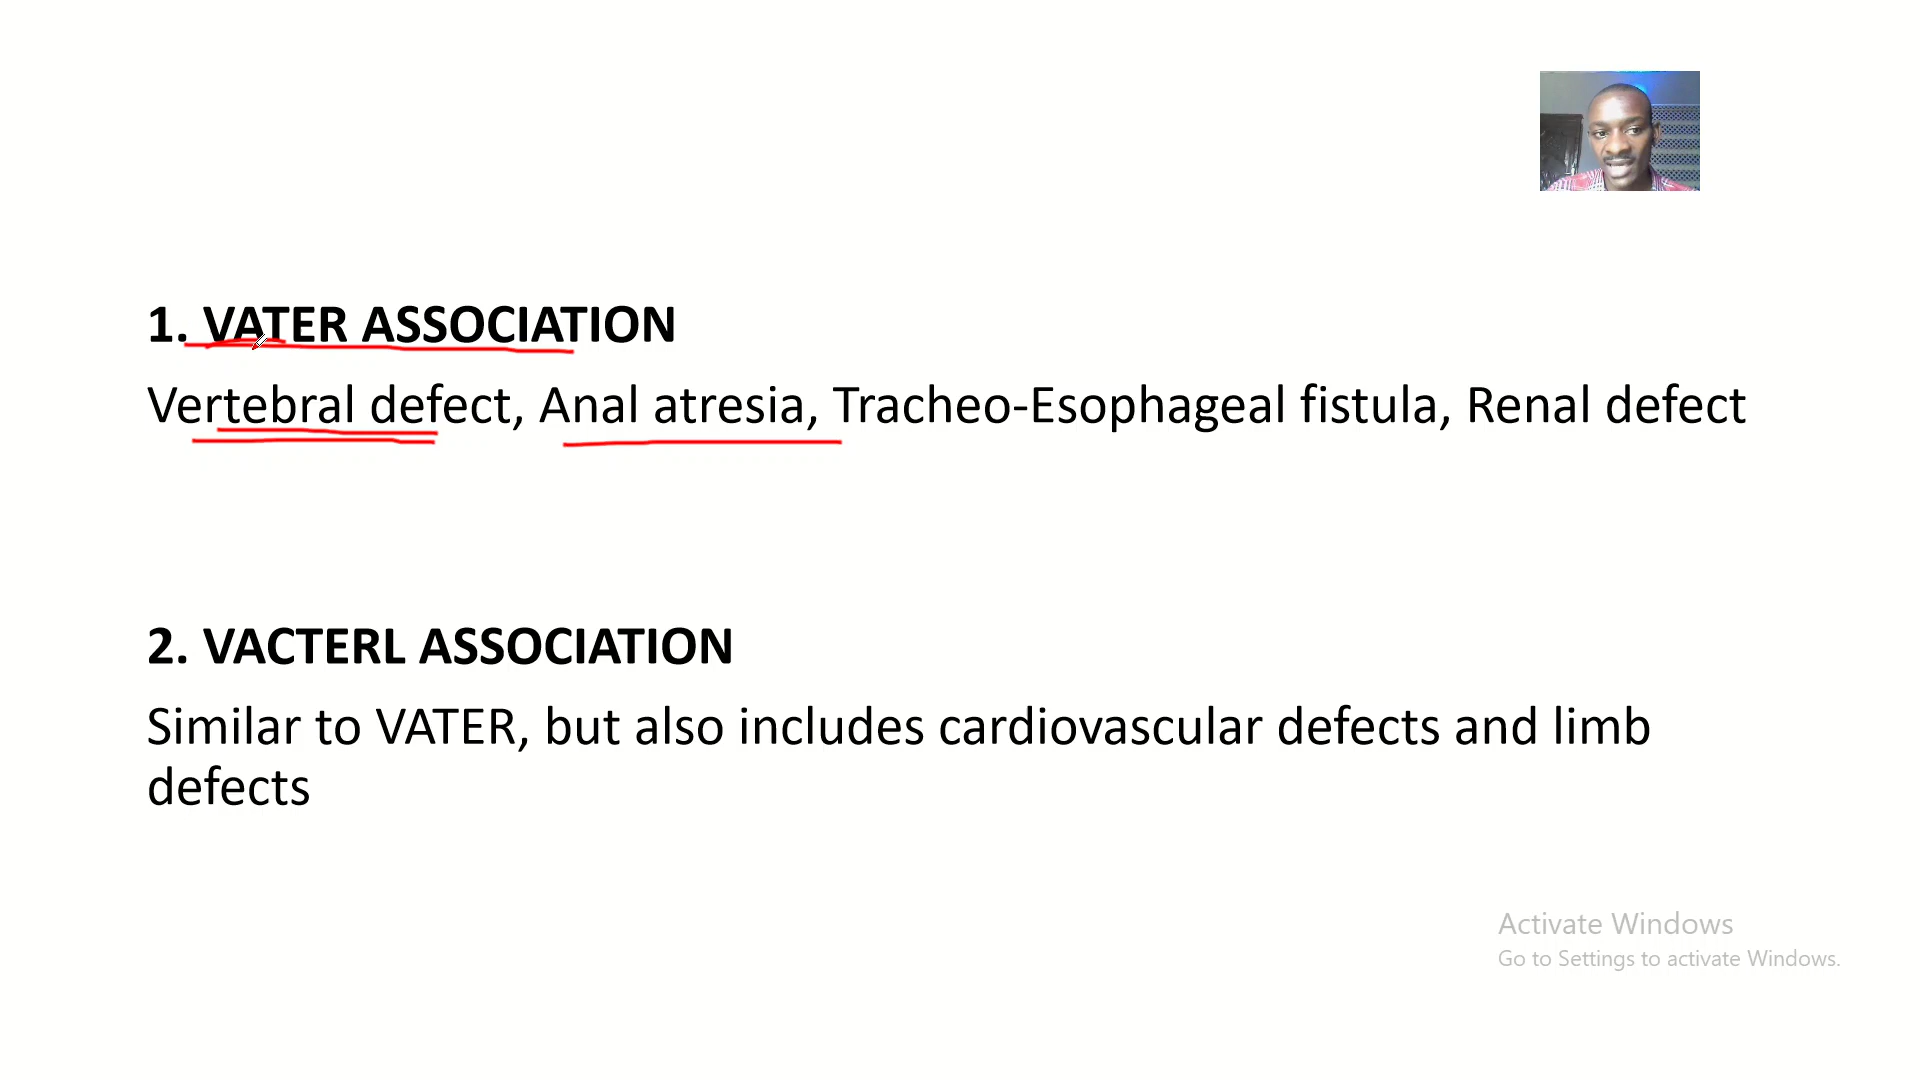 1. VATER ASSOCIATION
Vertebral defect, Anal atresia, Tracheo-Esophageal fistula, Renal defect
2. VACTERL ASSOCIATION
Similar to VATER, but also includes cardiovascular defects and limb
defects
Activate Windows
Go to Settings to activate Windows.